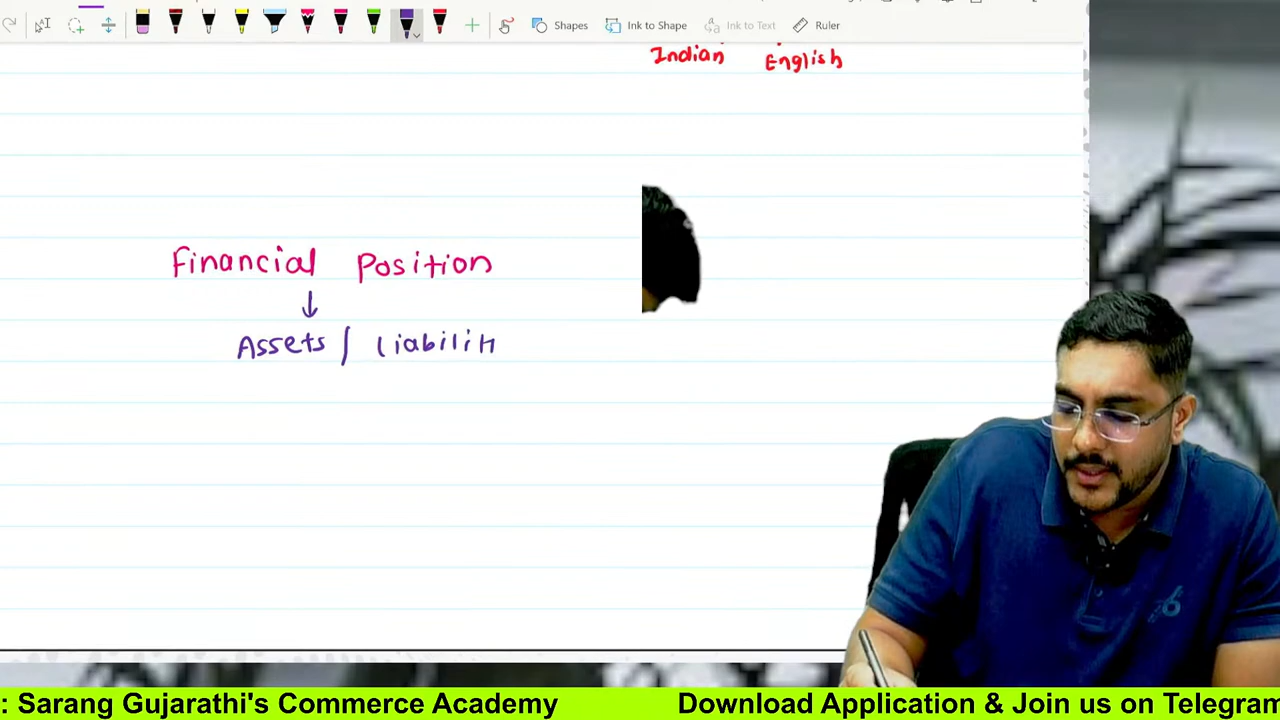 Shapes Ink to Shape Ink to Text Ruler
Indian English
Financial Position
↓
Assets / Liabilit
: Sarang Gujarathi's Commerce Academy Download Application & Join us on Telegram